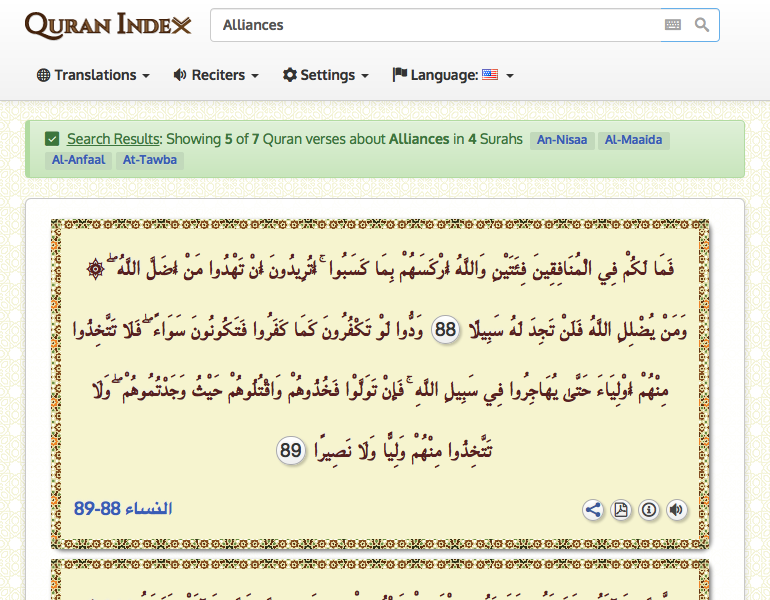 QURAN INDEX
Alliances
Translations Reciters Settings Language:
Search Results: Showing 5 of 7 Quran verses about Alliances in 4 Surahs An-Nisaa Al-Maaida
Al-Anfaal At-Tawba
فَمَا لَكُمْ فِي الْمُنَافِقِينَ فِئَتَيْنِ وَاللَّهُ أَرْكَسَهُمْ بِمَا كَسَبُوا ۚ أَتُرِيدُونَ أَنْ تَهْدُوا مَنْ أَضَلَّ اللَّهُ ۖ ۞
وَمَنْ يُضْلِلِ اللَّهُ فَلَنْ تَجِدَ لَهُ سَبِيلًا 88 وَدُّوا لَوْ تَكْفُرُونَ كَمَا كَفَرُوا فَتَكُونُونَ سَوَاءً ۖ فَلَا تَتَّخِذُوا
مِنْهُمْ أَوْلِيَاءَ حَتَّىٰ يُهَاجِرُوا فِي سَبِيلِ اللَّهِ ۚ فَإِنْ تَوَلَّوْا فَخُذُوهُمْ وَاقْتُلُوهُمْ حَيْثُ وَجَدْتُمُوهُمْ ۖ وَلَا
تَتَّخِذُوا مِنْهُمْ وَلِيًّا وَلَا نَصِيرًا 89
النساء 88-89